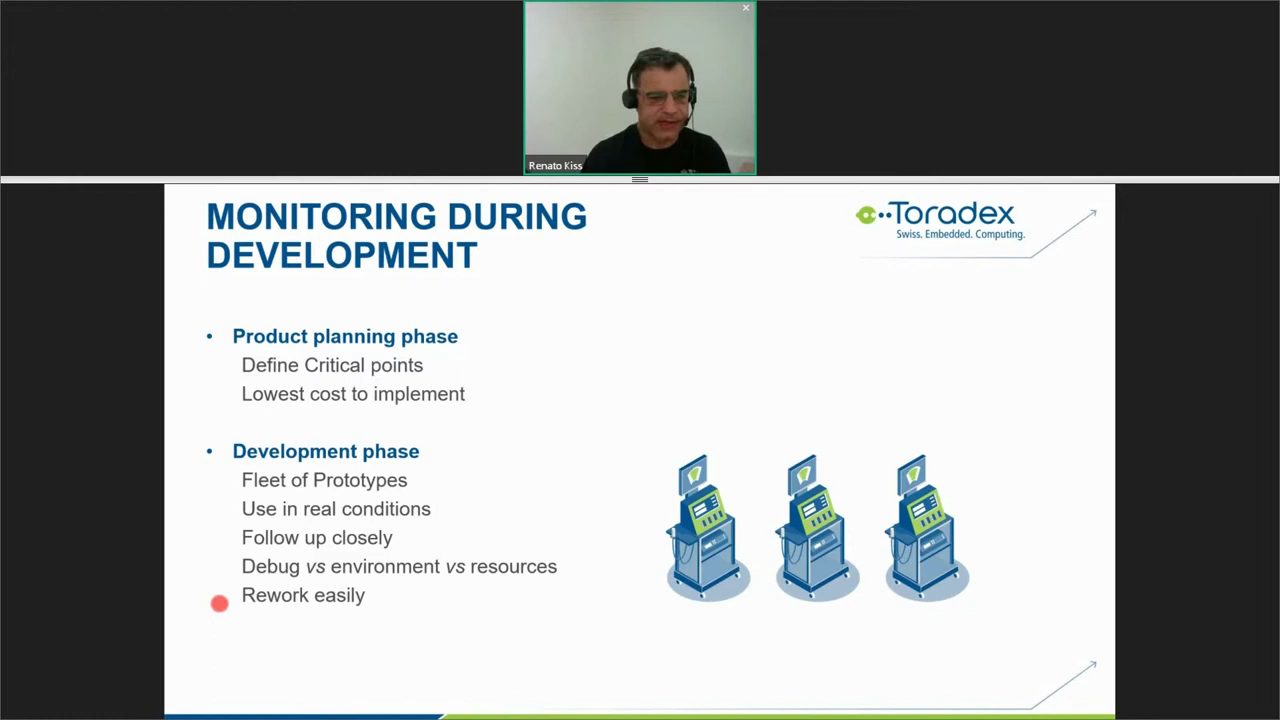 Renato Kiss
MONITORING DURING
DEVELOPMENT
Toradex
Swiss. Embedded. Computing.
• Product planning phase
Define Critical points
Lowest cost to implement
• Development phase
Fleet of Prototypes
Use in real conditions
Follow up closely
Debug vs environment vs resources
Rework easily